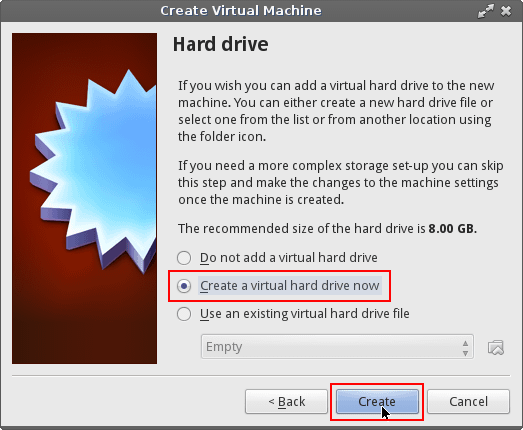 Create Virtual Machine
Hard drive
If you wish you can add a virtual hard drive to the new
machine. You can either create a new hard drive file or
select one from the list or from another location using
the folder icon.
If you need a more complex storage set-up you can skip
this step and make the changes to the machine settings
once the machine is created.
The recommended size of the hard drive is 8.00 GB.
Do not add a virtual hard drive
Create a virtual hard drive now
Use an existing virtual hard drive file
Empty
< Back
Create
Cancel